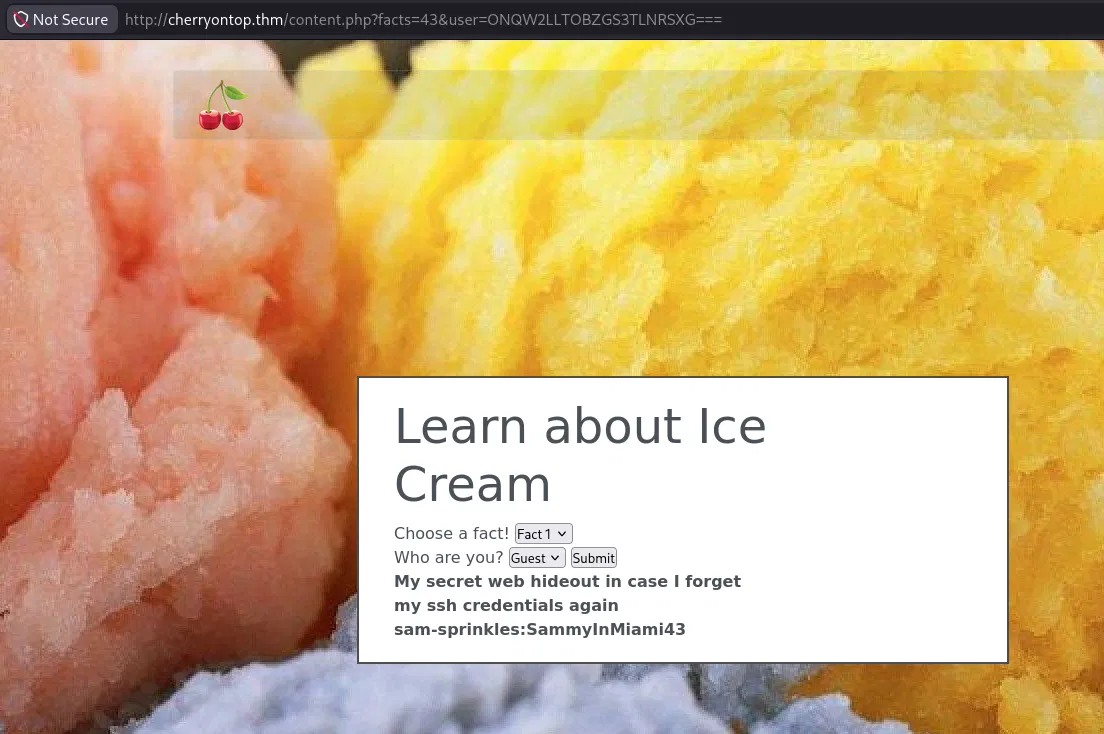 Not Secure http://cherryontop.thm/content.php?facts=43&user=ONQW2LLTOBZGS3TLNRSXG===
Learn about Ice
Cream
Choose a fact! Fact 1
Who are you? Guest Submit
My secret web hideout in case I forget
my ssh credentials again
sam-sprinkles:SammyInMiami43